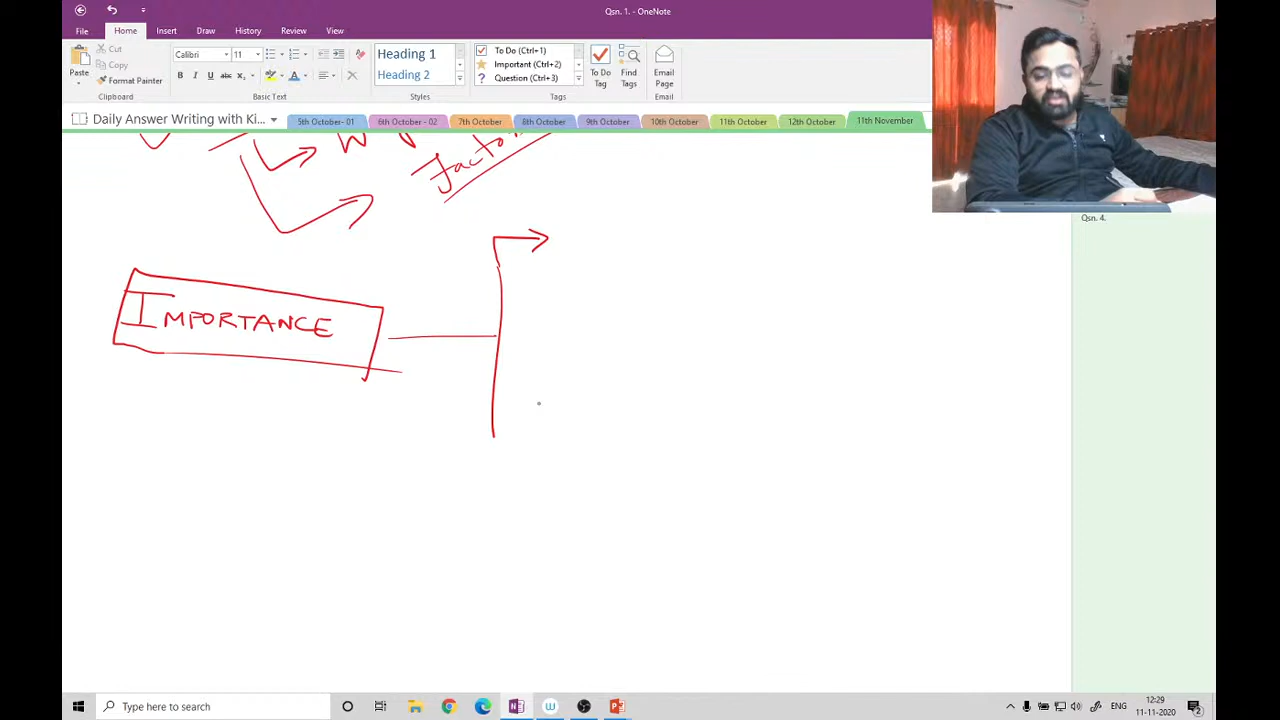 Qsn. 1. - OneNote
File Home Insert Draw History Review View
Cut
Copy
Format Painter
Paste
Clipboard
Calibri 11
B I U abc X₂ A
Basic Text
Heading 1
Heading 2
Styles
To Do (Ctrl+1)
Important (Ctrl+2)
Question (Ctrl+3)
Tags
To Do Tag
Find Tags
Email Page
Email
Daily Answer Writing with Ki... 5th October- 01 6th October - 02 7th October 8th October 9th October 10th October 11th October 12th October 11th November
Qsn. 4.
IMPORTANCE
Type here to search
ENG
12:29
11-11-2020
2